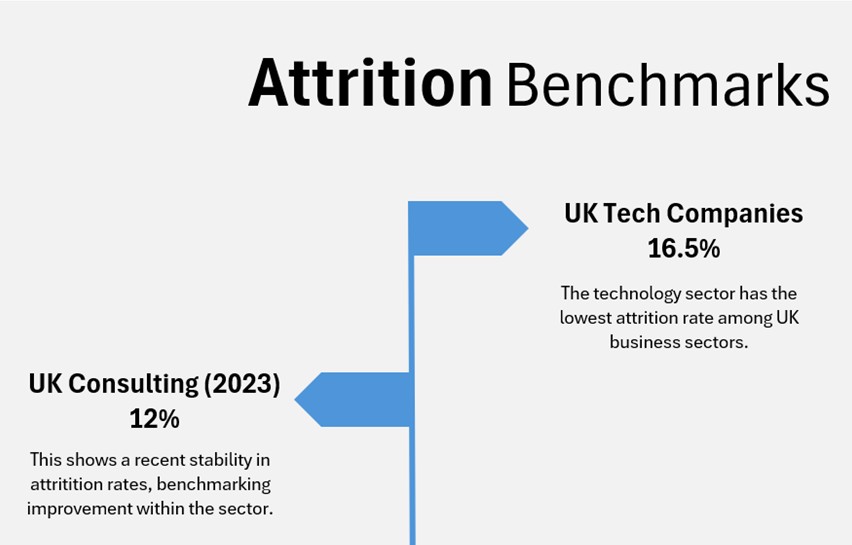 Attrition Benchmarks
UK Tech Companies
16.5%
The technology sector has the
lowest attrition rate among UK
business sectors.
UK Consulting (2023)
12%
This shows a recent stability in
attritition rates, benchmarking
improvement within the sector.